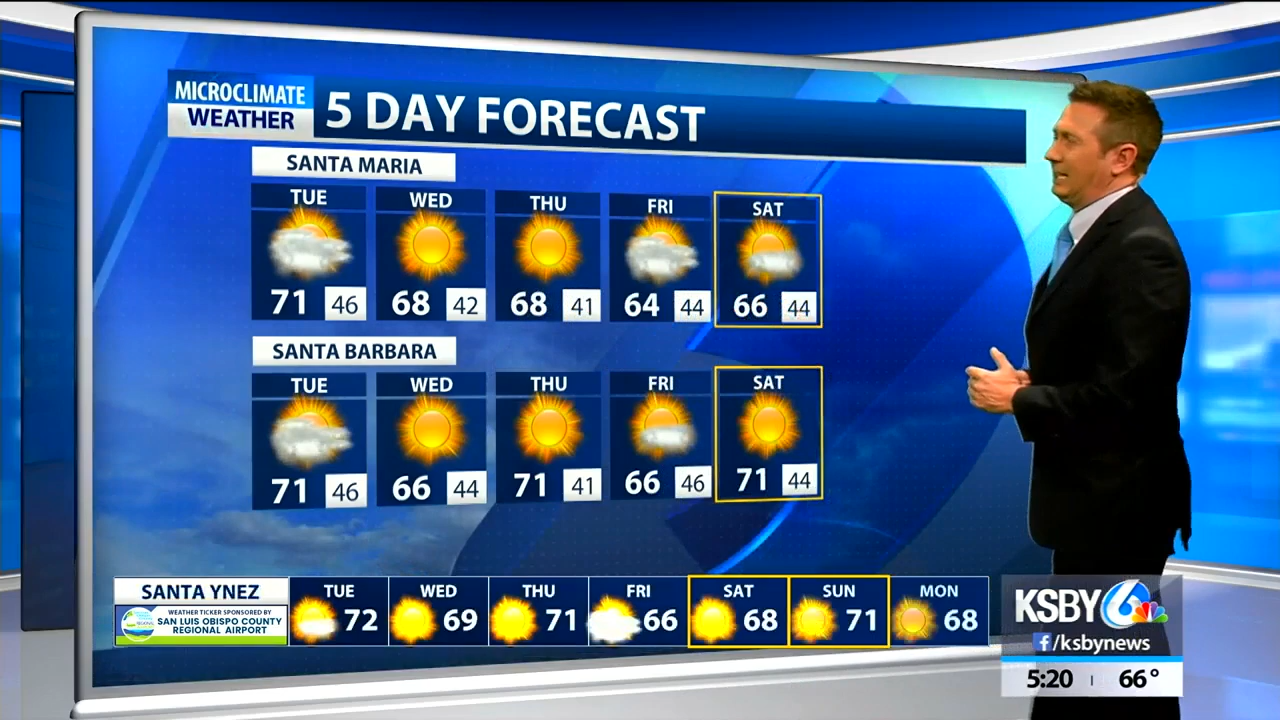 MICROCLIMATE
WEATHER
5 DAY FORECAST
SANTA MARIA
TUE WED THU FRI SAT
71 46 68 42 68 41 64 44 66 44
SANTA BARBARA
TUE WED THU FRI SAT
71 46 66 44 71 41 66 46 71 44
SANTA YNEZ
WEATHER TICKER SPONSORED BY
SAN LUIS OBISPO COUNTY
REGIONAL AIRPORT
TUE WED THU FRI SAT SUN MON
72 69 71 66 68 71 68
KSBY 6
f/ksbynews
5:20 66°